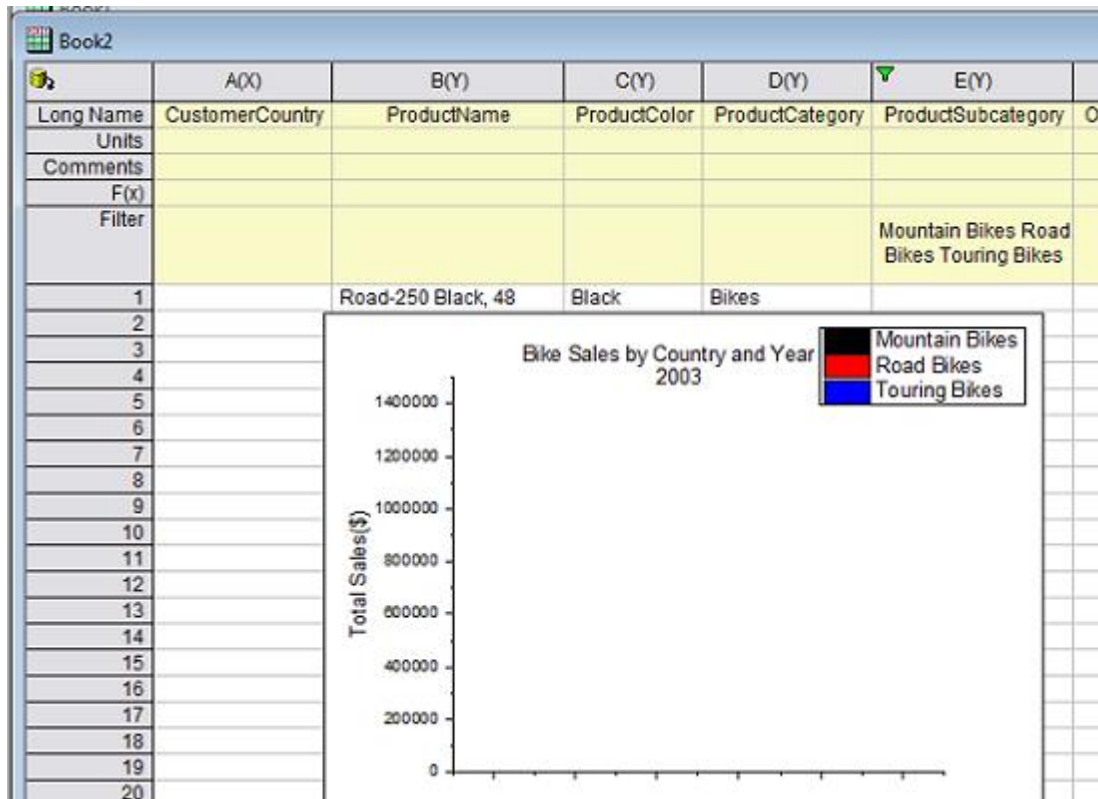 Book2
A(X) B(Y) C(Y) D(Y) E(Y)
Long Name CustomerCountry ProductName ProductColor ProductCategory ProductSubcategory
Units
Comments
F(x)
Filter
Mountain Bikes Road
Bikes Touring Bikes
1 Road-250 Black, 48 Black Bikes
2
3
4
5
6
7
8
9
10
11
12
13
14
15
16
17
18
19
20
Bike Sales by Country and Year
2003
Mountain Bikes
Road Bikes
Touring Bikes
Total Sales($)
1400000
1200000
1000000
800000
600000
400000
200000
0